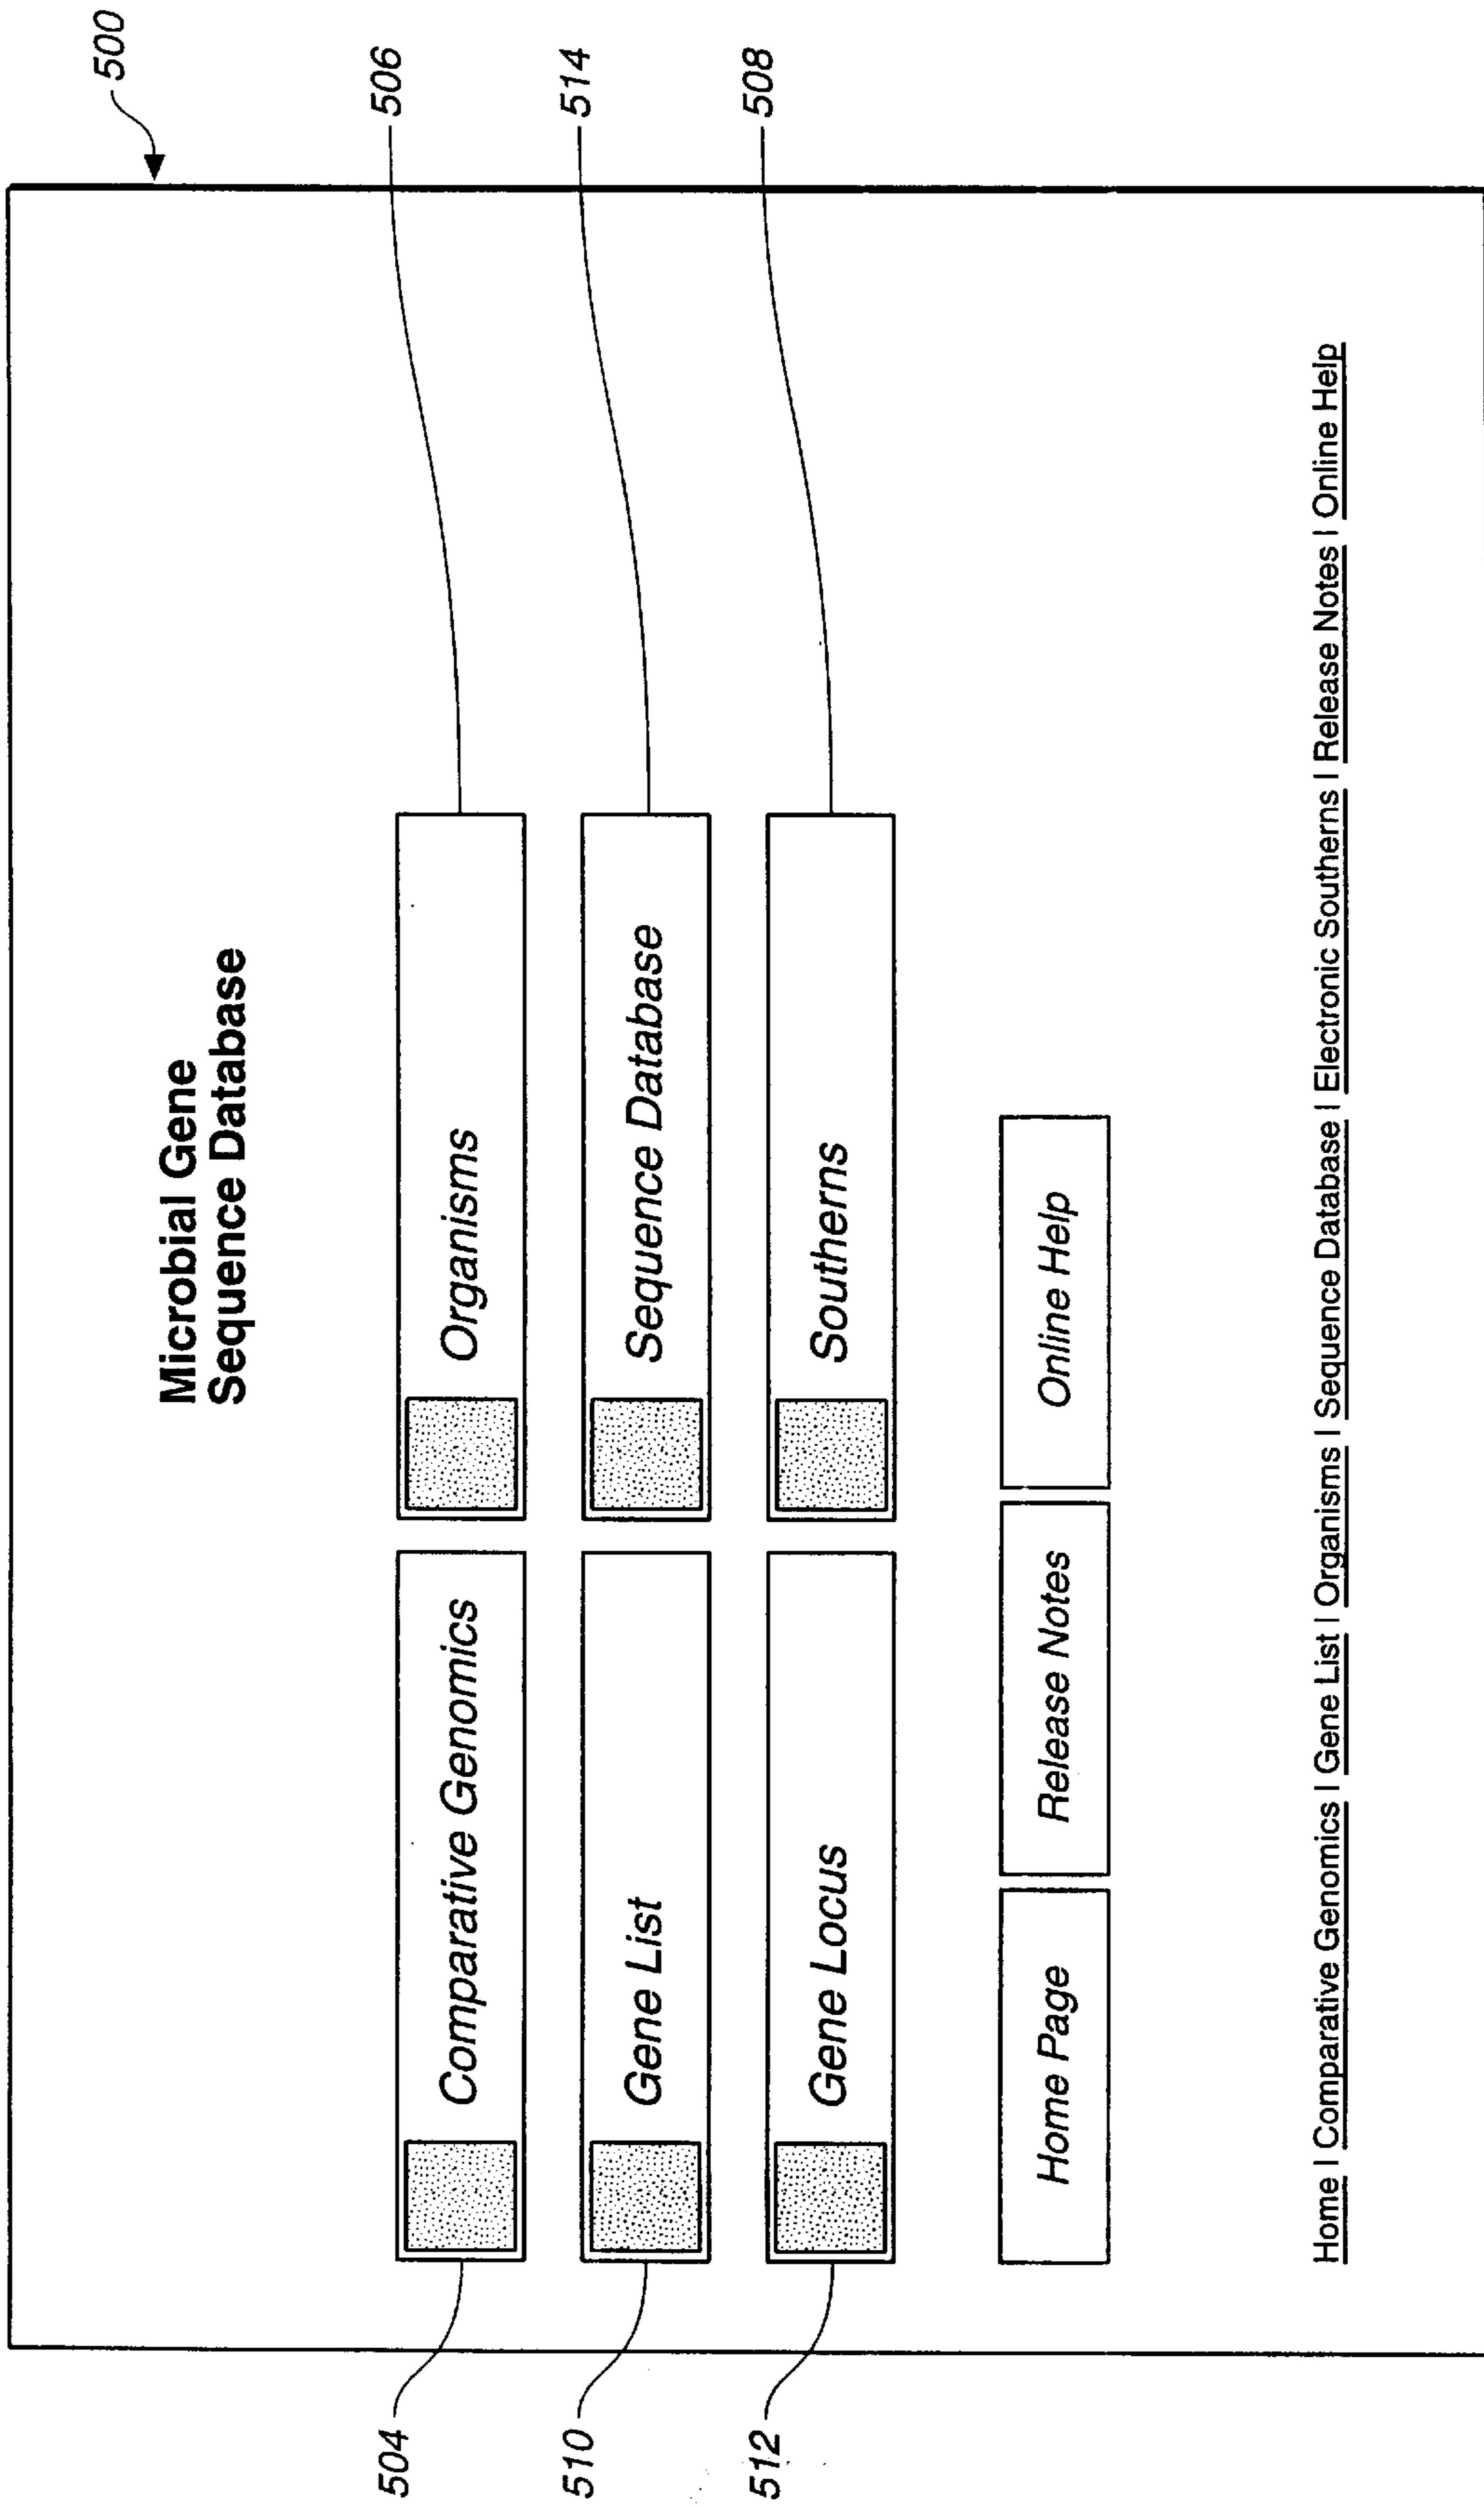 500
Microbial Gene
Sequence Database
504
Comparative Genomics
Organisms
506
510
Gene List
Sequence Database
514
512
Gene Locus
Southerns
508
Home Page
Release Notes
Online Help
Home | Comparative Genomics | Gene List | Organisms | Sequence Database | Electronic Southerns | Release Notes | Online Help